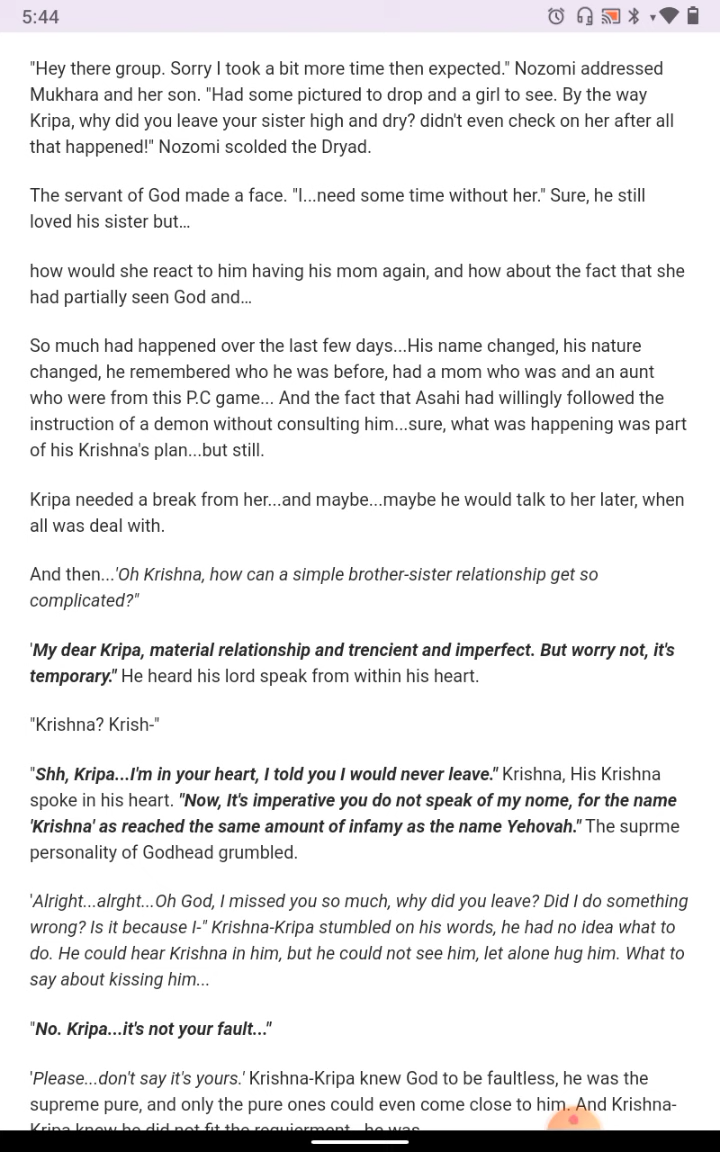 5:44
"Hey there group. Sorry I took a bit more time then expected." Nozomi addressed
Mukhara and her son. "Had some pictured to drop and a girl to see. By the way
Kripa, why did you leave your sister high and dry? didn't even check on her after all
that happened!" Nozomi scolded the Dryad.
The servant of God made a face. "I...need some time without her." Sure, he still
loved his sister but...
how would she react to him having his mom again, and how about the fact that she
had partially seen God and...
So much had happened over the last few days...His name changed, his nature
changed, he remembered who he was before, had a mom who was and an aunt
who were from this P.C game... And the fact that Asahi had willingly followed the
instruction of a demon without consulting him...sure, what was happening was part
of his Krishna's plan...but still.
Kripa needed a break from her...and maybe...maybe he would talk to her later, when
all was deal with.
And then...'Oh Krishna, how can a simple brother-sister relationship get so
complicated?"
'My dear Kripa, material relationship and trencient and imperfect. But worry not, it's
temporary." He heard his lord speak from within his heart.
"Krishna? Krish-"
"Shh, Kripa...I'm in your heart, I told you I would never leave." Krishna, His Krishna
spoke in his heart. "Now, It's imperative you do not speak of my nome, for the name
'Krishna' as reached the same amount of infamy as the name Yehovah." The suprme
personality of Godhead grumbled.
'Alright...alrght...Oh God, I missed you so much, why did you leave? Did I do something
wrong? Is it because I-" Krishna-Kripa stumbled on his words, he had no idea what to
do. He could hear Krishna in him, but he could not see him, let alone hug him. What to
say about kissing him...
"No. Kripa...it's not your fault..."
'Please...don't say it's yours.' Krishna-Kripa knew God to be faultless, he was the
supreme pure, and only the pure ones could even come close to him. And Krishna-
Kripa knew he did not fit the requierment...he was